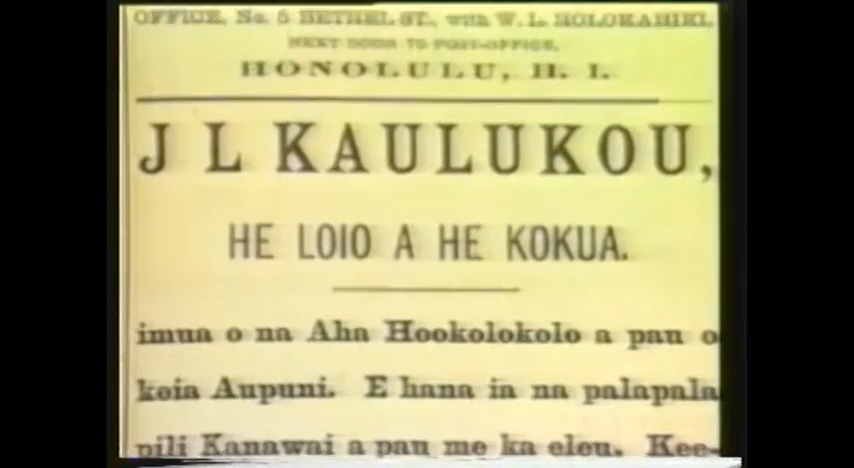 OFFICE, No. 5 BETHEL ST., with W. L. HOLOKAHIKI,
NEXT DOOR TO POST-OFFICE,
HONOLULU, H. I.
J L KAULUKOU,
HE LOIO A HE KOKUA.
imua o na Aha Hookolokolo a pau o
keia Aupuni. E hana ia na palapala
pili Kanawai a pau me ka eleu. Kee-